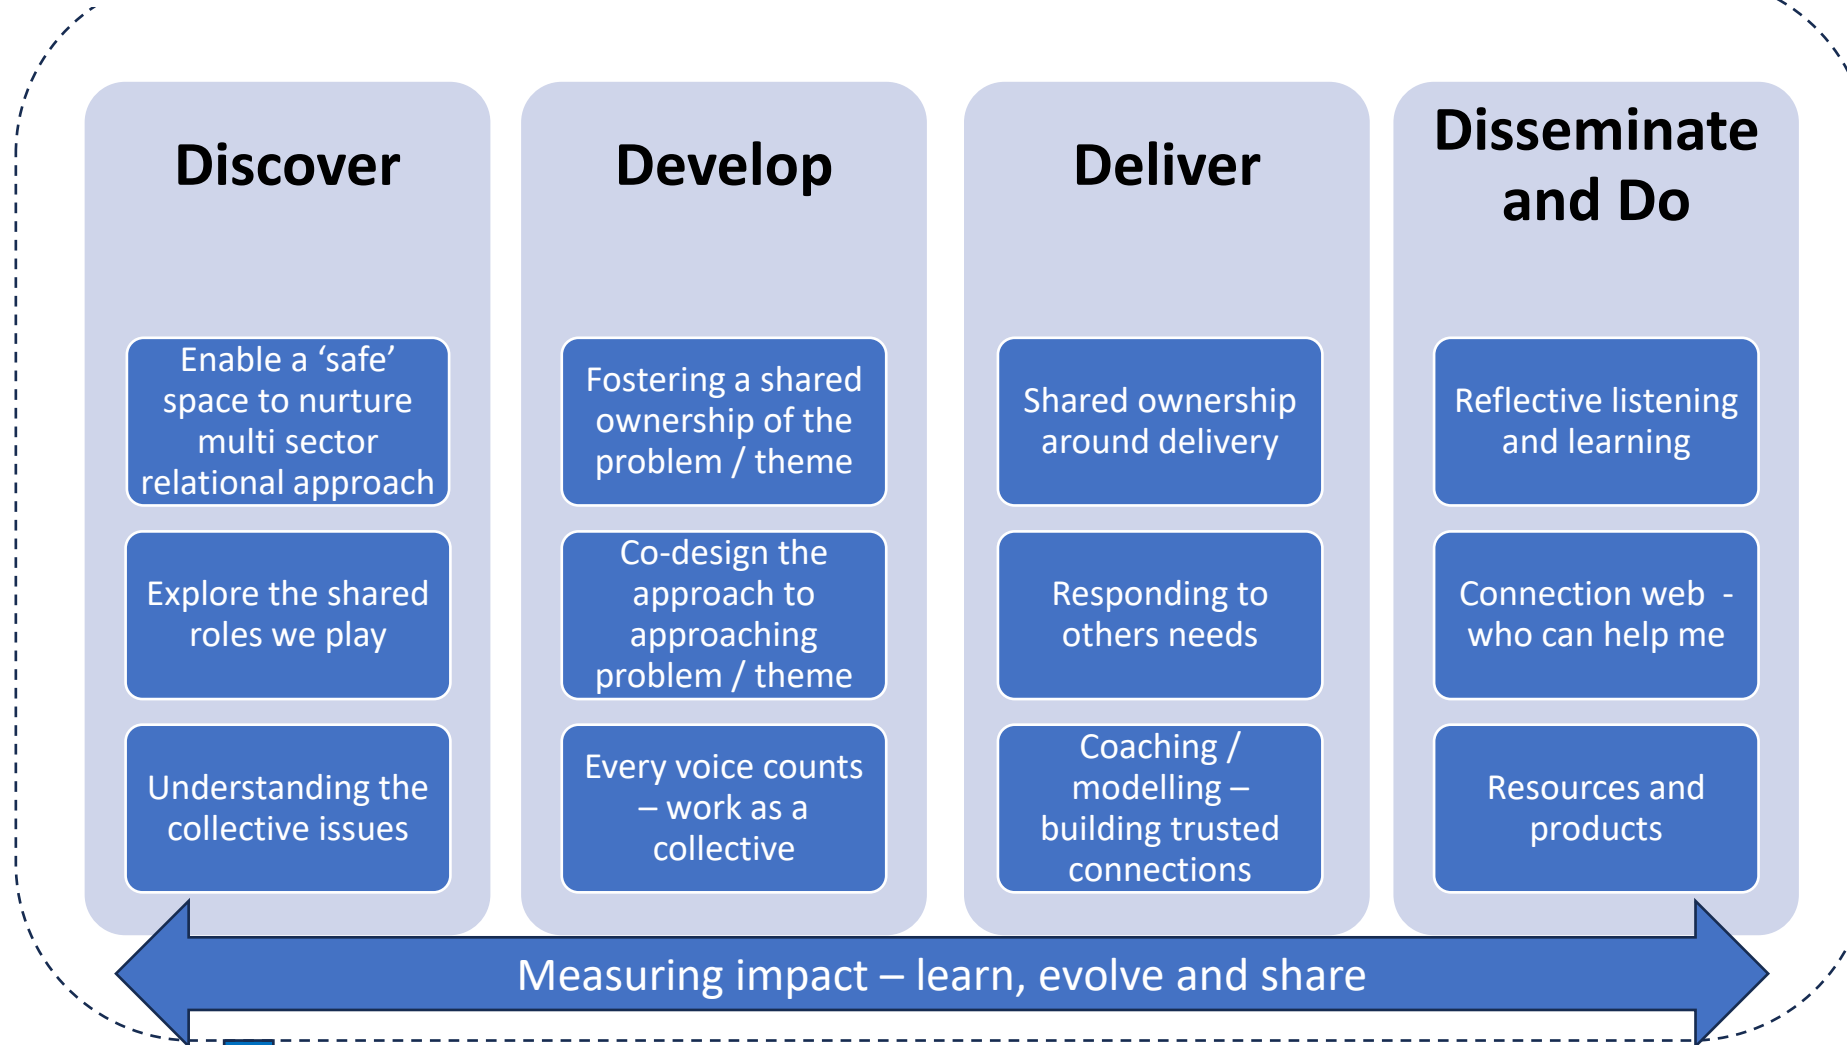 Discover
Enable a ‘safe’
space to nurture
multi sector
relational approach
Explore the shared
roles we play
Understanding the
collective issues
Develop
Fostering a shared
ownership of the
problem / theme
Co-design the
approach to
approaching
problem / theme
Every voice counts
– work as a
collective
Deliver
Shared ownership
around delivery
Responding to
others needs
Coaching /
modelling –
building trusted
connections
Disseminate
and Do
Reflective listening
and learning
Connection web  -
who can help me
Resources and
products
Measuring impact – learn, evolve and share